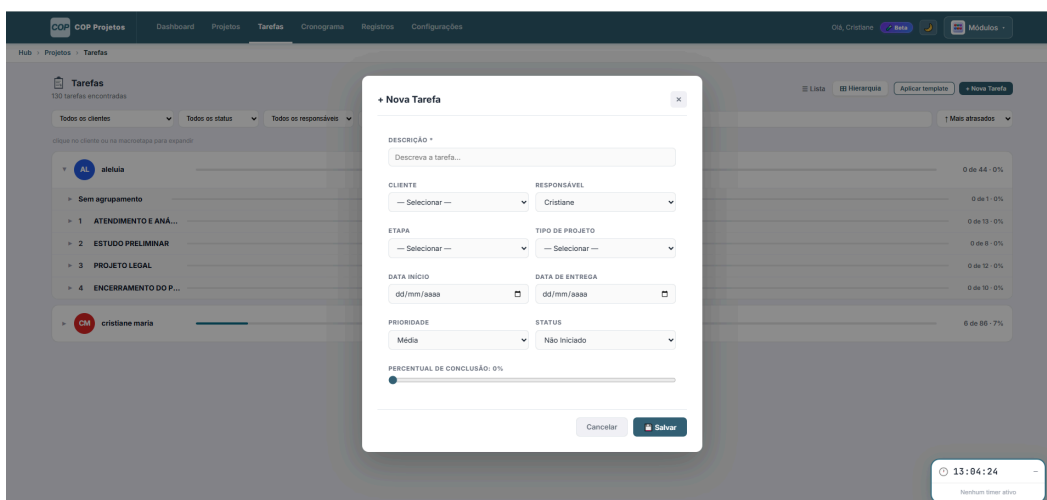 COP COP Projetos Dashboard Projetos Tarefas Cronograma Registros Configurações Olá, Cristiane Beta Módulos
Hub › Projetos › Tarefas
Tarefas
130 tarefas encontradas
Lista Hierarquia Aplicar template + Nova Tarefa
Todos os clientes Todos os status Todos os responsáveis ↑ Mais atrasados
Clique no cliente ou na macroetapa para expandir
AL aleluia 0 de 44 · 0%
Sem agrupamento 0 de 1 · 0%
1 ATENDIMENTO E ANÁ... 0 de 13 · 0%
2 ESTUDO PRELIMINAR 0 de 8 · 0%
3 PROJETO LEGAL 0 de 12 · 0%
4 ENCERRAMENTO DO P... 0 de 10 · 0%
CM cristiane maria 6 de 86 · 7%
+ Nova Tarefa ×
DESCRIÇÃO *
Descreva a tarefa...
CLIENTE RESPONSÁVEL
— Selecionar — Cristiane
ETAPA TIPO DE PROJETO
— Selecionar — — Selecionar —
DATA INÍCIO DATA DE ENTREGA
dd/mm/aaaa dd/mm/aaaa
PRIORIDADE STATUS
Média Não Iniciado
PERCENTUAL DE CONCLUSÃO: 0%
Cancelar Salvar
13:04:24 –
Nenhum timer ativo